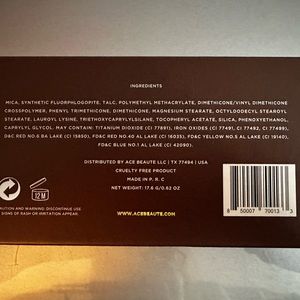 INGREDIENTS
MICA, SYNTHETIC FLUORPHLOGOPITE, TALC, POLYMETHYL METHACRYLATE, DIMETHICONE/VINYL DIMETHICONE
CROSSPOLYMER, PHENYL TRIMETHICONE, DIMETHICONE, MAGNESIUM STEARATE, OCTYLDODECYL STEAROYL
STEARATE, LAUROYL LYSINE, TRIETHOXYCAPRYLYLSILANE, TOCOPHERYL ACETATE, SILICA, PHENOXYETHANOL,
CAPRYLYL GLYCOL. MAY CONTAIN: TITANIUM DIOXIDE (CI 77891), IRON OXIDES (CI 77491, CI 77492, CI 77499),
D&C RED NO.6 BA LAKE (CI 15850), FD&C RED NO.40 AL LAKE (CI 16035), FD&C YELLOW NO.5 AL LAKE (CI 19140),
FD&C BLUE NO.1 AL LAKE (CI 42090).
DISTRIBUTED BY ACE BEAUTE LLC | TX 77494 | USA
CRUELTY FREE PRODUCT
MADE IN P. R. C
NET WEIGHT: 17.6 G/0.62 OZ
12M
CAUTION: DISCONTINUE USE IF
SIGNS OF RASH OR IRRITATION APPEAR.
WWW.ACEBEAUTE.COM
8 50007 70013 3